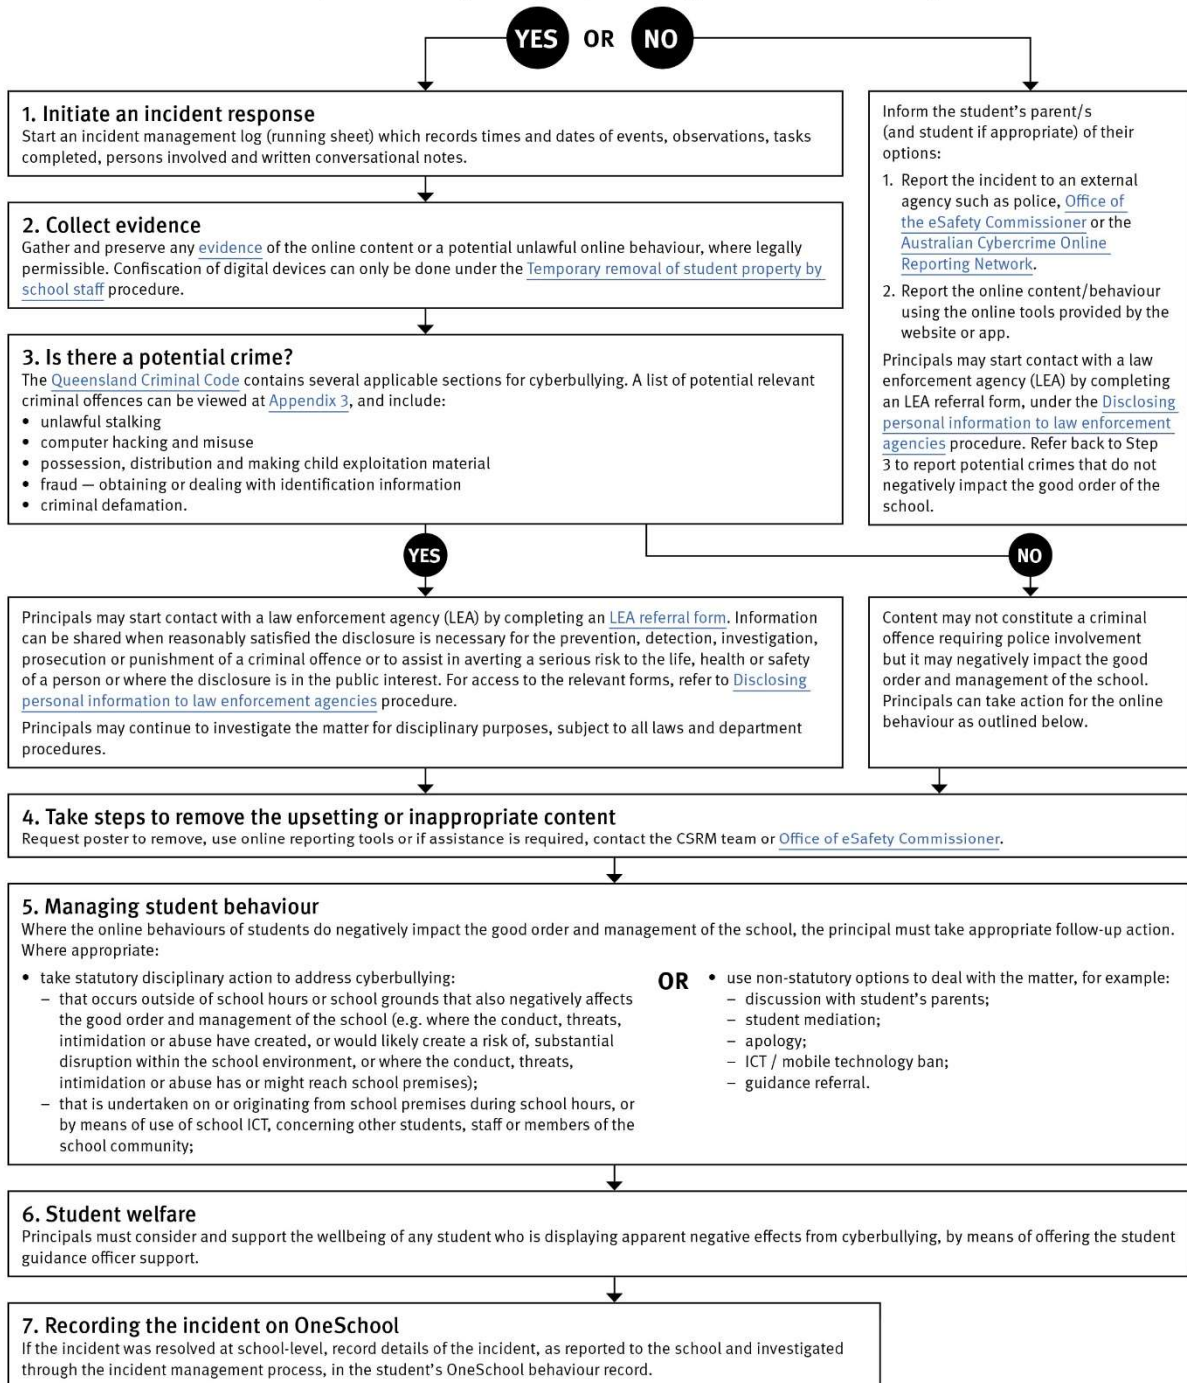 YES OR NO
1. Initiate an incident response
Start an incident management log (running sheet) which records times and dates of events, observations, tasks
completed, persons involved and written conversational notes.
2. Collect evidence
Gather and preserve any evidence of the online content or a potential unlawful online behaviour, where legally
permissible. Confiscation of digital devices can only be done under the Temporary removal of student property by
school staff procedure.
3. Is there a potential crime?
The Queensland Criminal Code contains several applicable sections for cyberbullying. A list of potential relevant
criminal offences can be viewed at Appendix 3, and include:
• unlawful stalking
• computer hacking and misuse
• possession, distribution and making child exploitation material
• fraud — obtaining or dealing with identification information
• criminal defamation.
Inform the student's parent/s
(and student if appropriate) of their
options:
1. Report the incident to an external
agency such as police, Office of
the eSafety Commissioner or the
Australian Cybercrime Online
Reporting Network.
2. Report the online content/behaviour
using the online tools provided by the
website or app.
Principals may start contact with a law
enforcement agency (LEA) by completing
an LEA referral form, under the Disclosing
personal information to law enforcement
agencies procedure. Refer back to Step
3 to report potential crimes that do not
negatively impact the good order of the
school.
YES
NO
Principals may start contact with a law enforcement agency (LEA) by completing an LEA referral form. Information
can be shared when reasonably satisfied the disclosure is necessary for the prevention, detection, investigation,
prosecution or punishment of a criminal offence or to assist in averting a serious risk to the life, health or safety
of a person or where the disclosure is in the public interest. For access to the relevant forms, refer to Disclosing
personal information to law enforcement agencies procedure.
Principals may continue to investigate the matter for disciplinary purposes, subject to all laws and department
procedures.
Content may not constitute a criminal
offence requiring police involvement
but it may negatively impact the good
order and management of the school.
Principals can take action for the online
behaviour as outlined below.
4. Take steps to remove the upsetting or inappropriate content
Request poster to remove, use online reporting tools or if assistance is required, contact the CSRM team or Office of eSafety Commissioner.
5. Managing student behaviour
Where the online behaviours of students do negatively impact the good order and management of the school, the principal must take appropriate follow-up action.
Where appropriate:
• take statutory disciplinary action to address cyberbullying:
– that occurs outside of school hours or school grounds that also negatively affects
the good order and management of the school (e.g. where the conduct, threats,
intimidation or abuse have created, or would likely create a risk of, substantial
disruption within the school environment, or where the conduct, threats,
intimidation or abuse has or might reach school premises);
– that is undertaken on or originating from school premises during school hours, or
by means of use of school ICT, concerning other students, staff or members of the
school community;
OR
• use non-statutory options to deal with the matter, for example:
– discussion with student's parents;
– student mediation;
– apology;
– ICT / mobile technology ban;
– guidance referral.
6. Student welfare
Principals must consider and support the wellbeing of any student who is displaying apparent negative effects from cyberbullying, by means of offering the student
guidance officer support.
7. Recording the incident on OneSchool
If the incident was resolved at school-level, record details of the incident, as reported to the school and investigated
through the incident management process, in the student's OneSchool behaviour record.